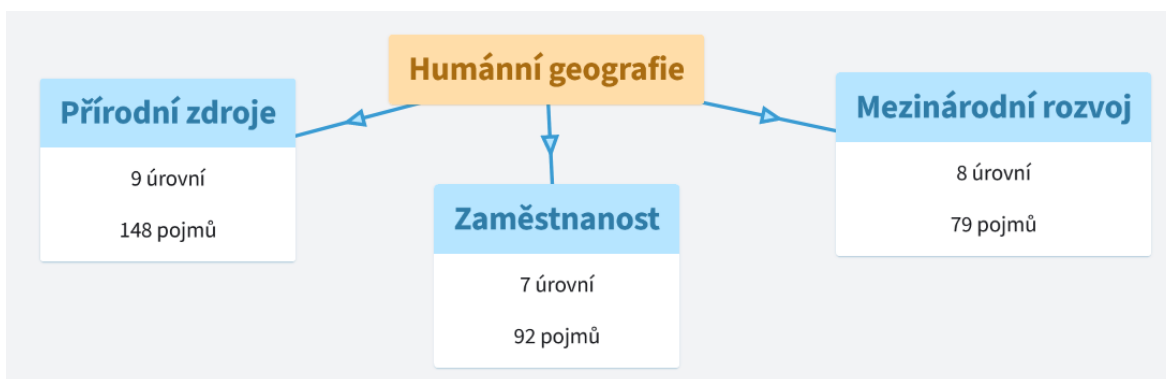 Humánní geografie
Přírodní zdroje
9 úrovní
148 pojmů
Zaměstnanost
7 úrovní
92 pojmů
Mezinárodní rozvoj
8 úrovní
79 pojmů